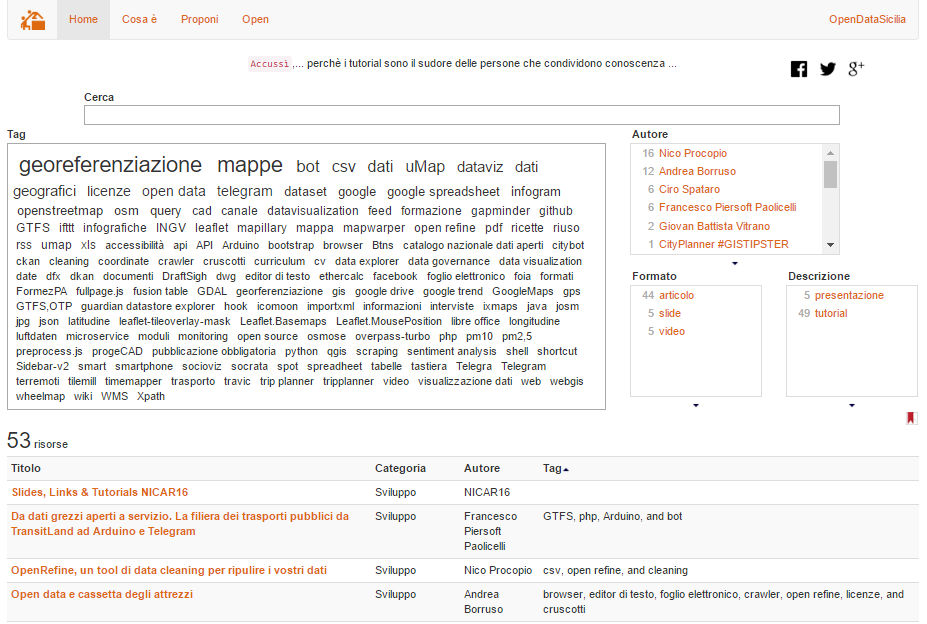 Home Cosa è Proponi Open OpenDataSicilia
Accussì ,... perchè i tutorial sono il sudore delle persone che condividono conoscenza ...
g+
Cerca
Tag
georeferenziazione mappe bot csv dati uMap dataviz dati
geografici licenze open data telegram dataset google google spreadsheet infogram
openstreetmap osm query cad canale datavisualization feed formazione gapminder github
GTFS ifttt infografiche INGV leaflet mapillary mappa mapwarper open refine pdf ricette riuso
rss umap xls accessibilità api API Arduino bootstrap browser Btns catalogo nazionale dati aperti citybot
ckan cleaning coordinate crawler cruscotti curriculum cv data explorer data governance data visualization
date dfx dkan documenti DraftSigh dwg editor di testo ethercalc facebook foglio elettronico foia formati
FormezPA fullpage.js fusion table GDAL georferenziazione gis google drive google trend GoogleMaps gps
GTFS,OTP guardian datastore explorer hook icomoon importxml informazioni interviste ixmaps java josm
jpg json latitudine leaflet-tileoverlay-mask Leaflet.Basemaps Leaflet.MousePosition libre office longitudine
luftdaten microservice moduli monitoring open source osmose overpass-turbo php pm10 pm2,5
preprocess.js progeCAD pubblicazione obbligatoria python qgis scraping sentiment analysis shell shortcut
Sidebar-v2 smart smartphone socioviz socrata spot spreadheet tabelle tastiera Telegra Telegram
terremoti tilemill timemapper trasporto travic trip planner tripplanner video visualizzazione dati web webgis
wheelmap wiki WMS Xpath
Autore
16 Nico Procopio
12 Andrea Borruso
6 Ciro Spataro
6 Francesco Piersoft Paolicelli
2 Giovan Battista Vitrano
1 CityPlanner #GISTIPSTER
Formato
44 articolo
5 slide
5 video
Descrizione
5 presentazione
49 tutorial
53 risorse
Titolo Categoria Autore Tag
Slides, Links & Tutorials NICAR16 Sviluppo NICAR16
Da dati grezzi aperti a servizio. La filiera dei trasporti pubblici da Sviluppo Francesco GTFS, php, Arduino, and bot
TransitLand ad Arduino e Telegram Piersoft
Paolicelli
OpenRefine, un tool di data cleaning per ripulire i vostri dati Sviluppo Nico Procopio csv, open refine, and cleaning
Open data e cassetta degli attrezzi Sviluppo Andrea browser, editor di testo, foglio elettronico, crawler, open refine, licenze, and
Borruso cruscotti